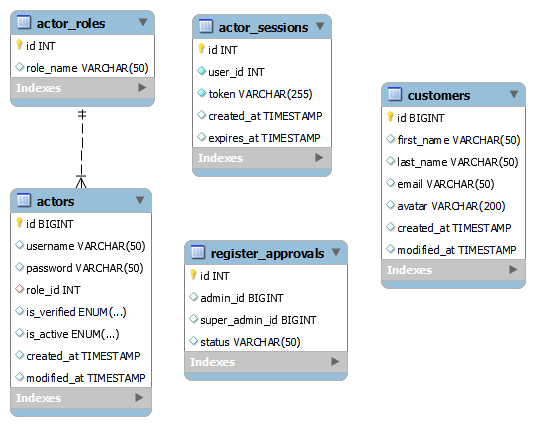 actor_roles
id INT
role_name VARCHAR(50)
Indexes
actor_sessions
id INT
user_id INT
token VARCHAR(255)
created_at TIMESTAMP
expires_at TIMESTAMP
Indexes
customers
id BIGINT
first_name VARCHAR(50)
last_name VARCHAR(50)
email VARCHAR(50)
avatar VARCHAR(200)
created_at TIMESTAMP
modified_at TIMESTAMP
Indexes
actors
id BIGINT
username VARCHAR(50)
password VARCHAR(50)
role_id INT
is_verified ENUM(...)
is_active ENUM(...)
created_at TIMESTAMP
modified_at TIMESTAMP
Indexes
register_approvals
id INT
admin_id BIGINT
super_admin_id BIGINT
status VARCHAR(50)
Indexes